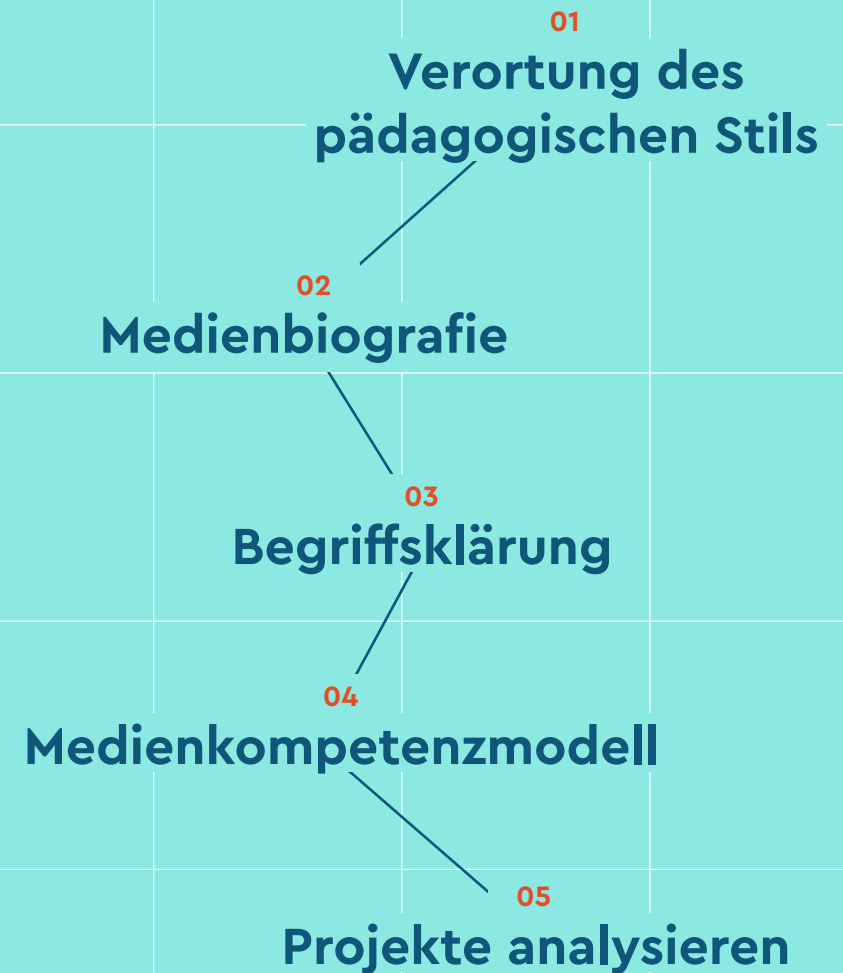 01
Verortung des
pädagogischen Stils
02
Medienbiografie
03
Begriffsklärung
04
Medienkompetenzmodell
05
Projekte analysieren